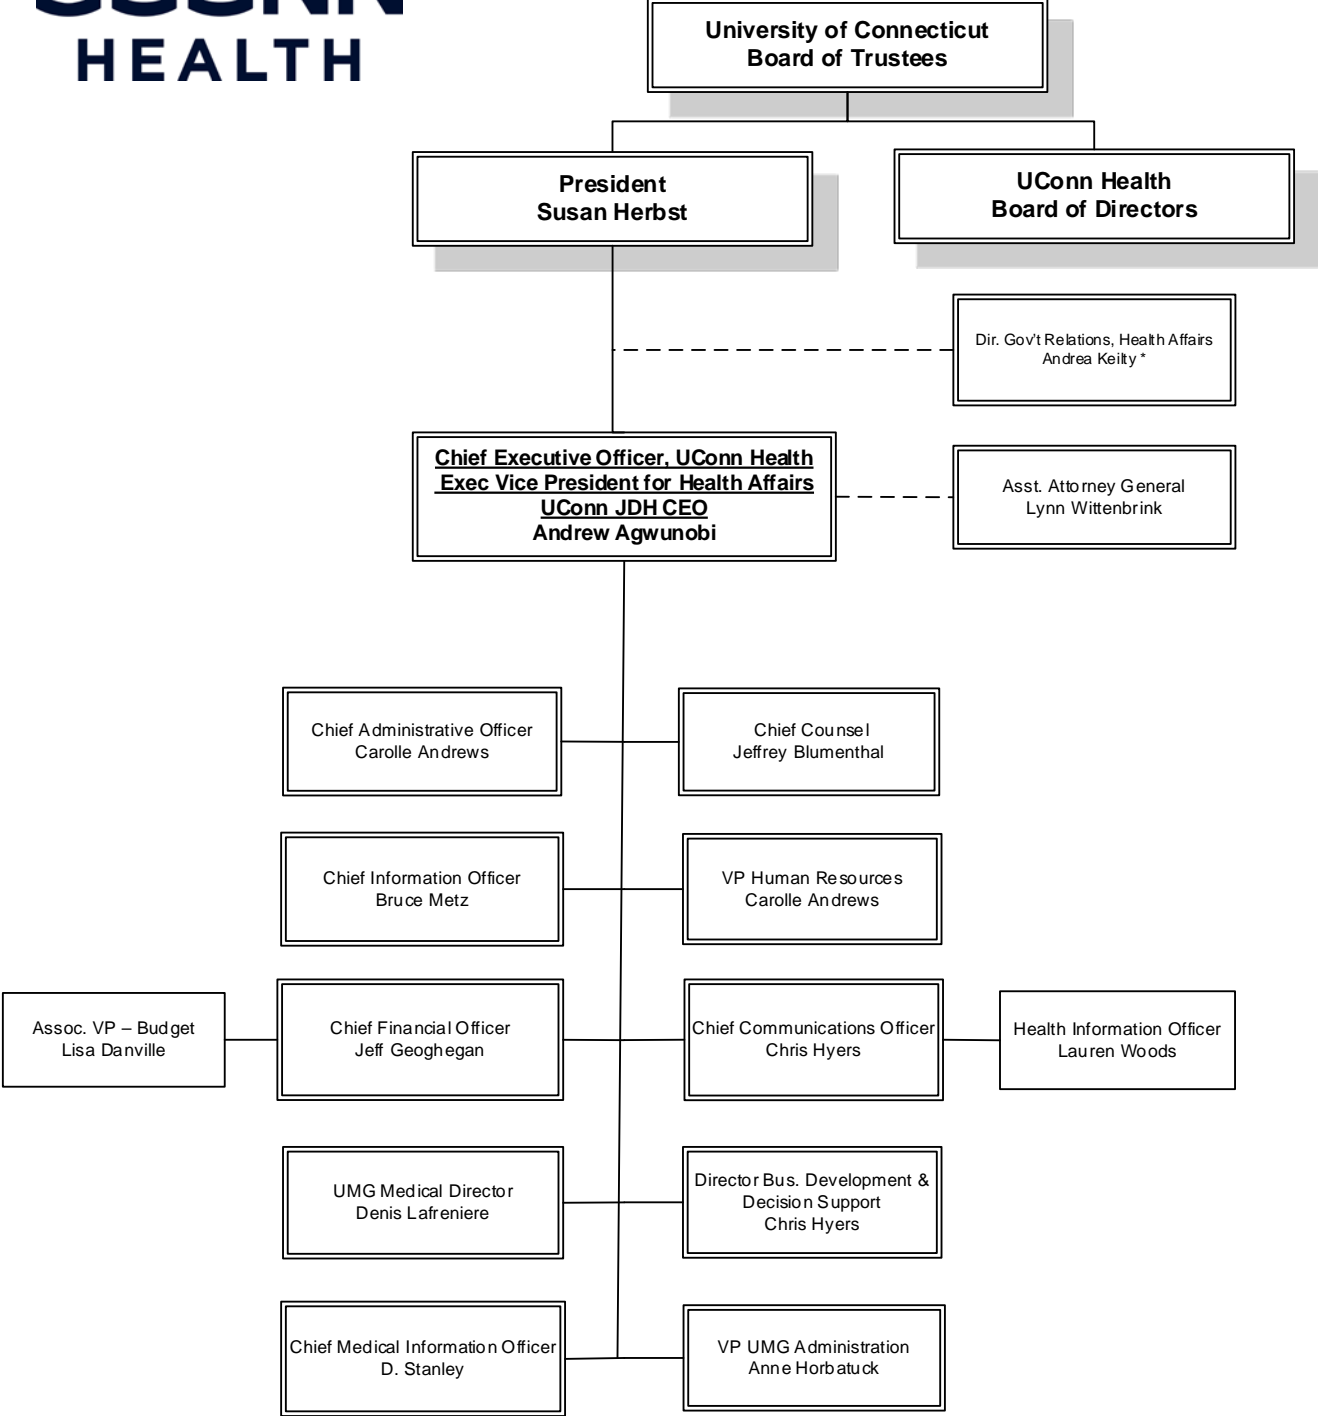 HEALTH
University of Connecticut
Board of Trustees
President
Susan Herbst
UConn Health
Board of Directors
Dir. Gov't Relations, Health Affairs
Andrea Keilty *
Chief Executive Officer, UConn Health
Exec Vice President for Health Affairs
UConn JDH CEO
Andrew Agwunobi
Asst. Attorney General
Lynn Wittenbrink
Chief Administrative Officer
Carolle Andrews
Chief Counsel
Jeffrey Blumenthal
Chief Information Officer
Bruce Metz
VP Human Resources
Carolle Andrews
Assoc. VP – Budget
Lisa Danville
Chief Financial Officer
Jeff Geoghegan
Chief Communications Officer
Chris Hyers
Health Information Officer
Lauren Woods
UMG Medical Director
Denis Lafreniere
Director Bus. Development &
Decision Support
Chris Hyers
Chief Medical Information Officer
D. Stanley
VP UMG Administration
Anne Horbatuck